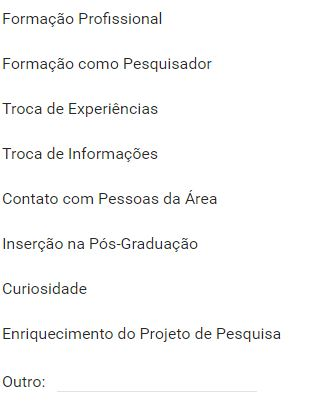 Formação Profissional
Formação como Pesquisador
Troca de Experiências
Troca de Informações
Contato com Pessoas da Área
Inserção na Pós-Graduação
Curiosidade
Enriquecimento do Projeto de Pesquisa
Outro: